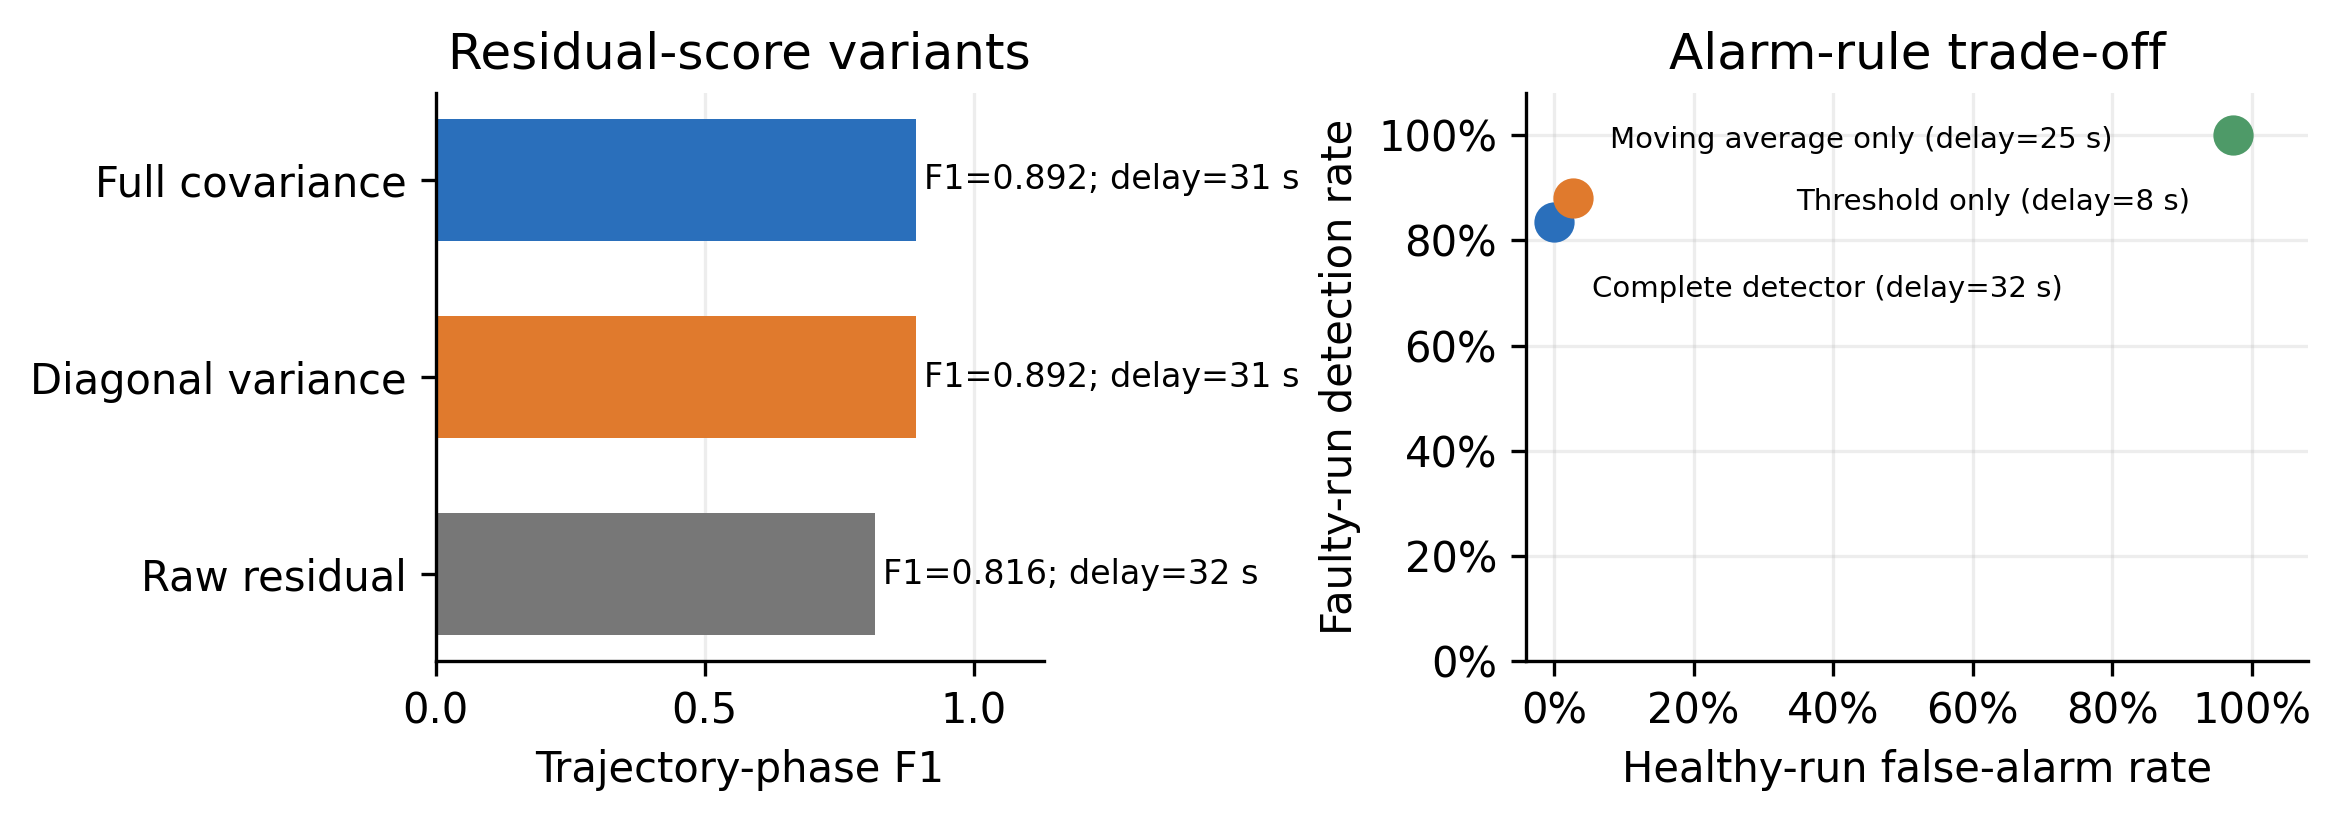 Residual-score variants
Full covariance
F1=0.892; delay=31 s
Diagonal variance
F1=0.892; delay=31 s
Raw residual
F1=0.816; delay=32 s
0.0 0.5 1.0
Trajectory-phase F1
Alarm-rule trade-off
Faulty-run detection rate
100%
80%
60%
40%
20%
0%
Moving average only (delay=25 s)
Threshold only (delay=8 s)
Complete detector (delay=32 s)
0% 20% 40% 60% 80% 100%
Healthy-run false-alarm rate